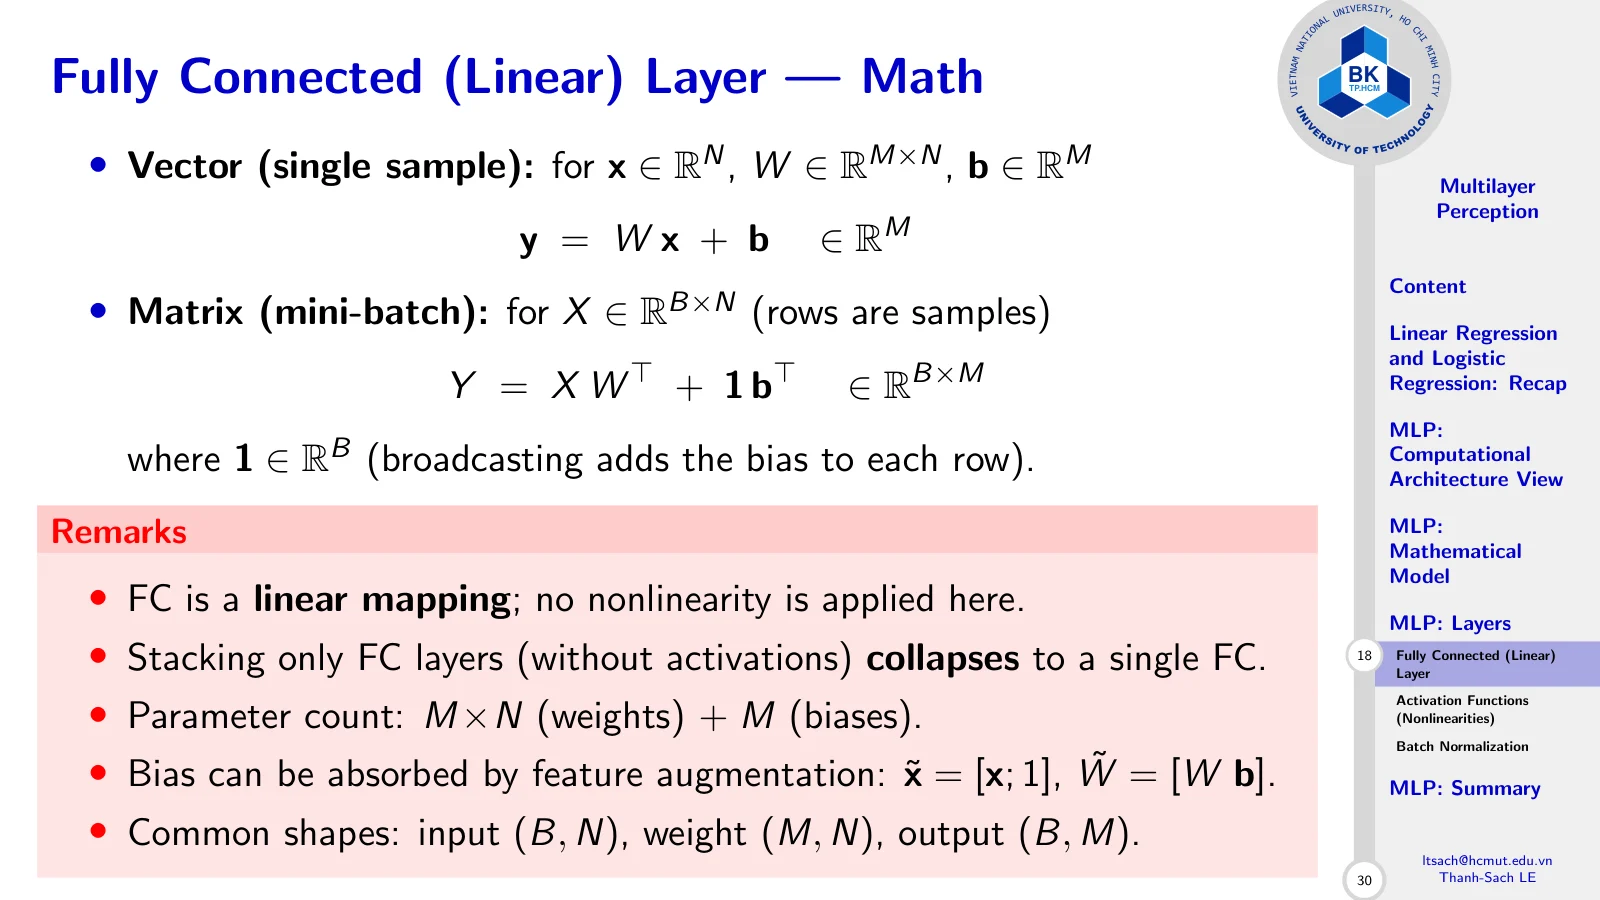 Fully Connected (Linear) Layer — Math
• Vector (single sample): for x ∈ ℝ^N, W ∈ ℝ^{M×N}, b ∈ ℝ^M
y = W x + b ∈ ℝ^M
• Matrix (mini-batch): for X ∈ ℝ^{B×N} (rows are samples)
Y = X W^⊤ + 1 b^⊤ ∈ ℝ^{B×M}
where 1 ∈ ℝ^B (broadcasting adds the bias to each row).
Remarks
• FC is a linear mapping; no nonlinearity is applied here.
• Stacking only FC layers (without activations) collapses to a single FC.
• Parameter count: M×N (weights) + M (biases).
• Bias can be absorbed by feature augmentation: x̃ = [x; 1], W̃ = [W b].
• Common shapes: input (B, N), weight (M, N), output (B, M).
VIETNAM NATIONAL UNIVERSITY, HO CHI MINH CITY
BK
TP.HCM
UNIVERSITY OF TECHNOLOGY
Multilayer
Perception
Content
Linear Regression
and Logistic
Regression: Recap
MLP:
Computational
Architecture View
MLP:
Mathematical
Model
MLP: Layers
18
Fully Connected (Linear)
Layer
Activation Functions
(Nonlinearities)
Batch Normalization
MLP: Summary
ltsach@hcmut.edu.vn
Thanh-Sach LE
30